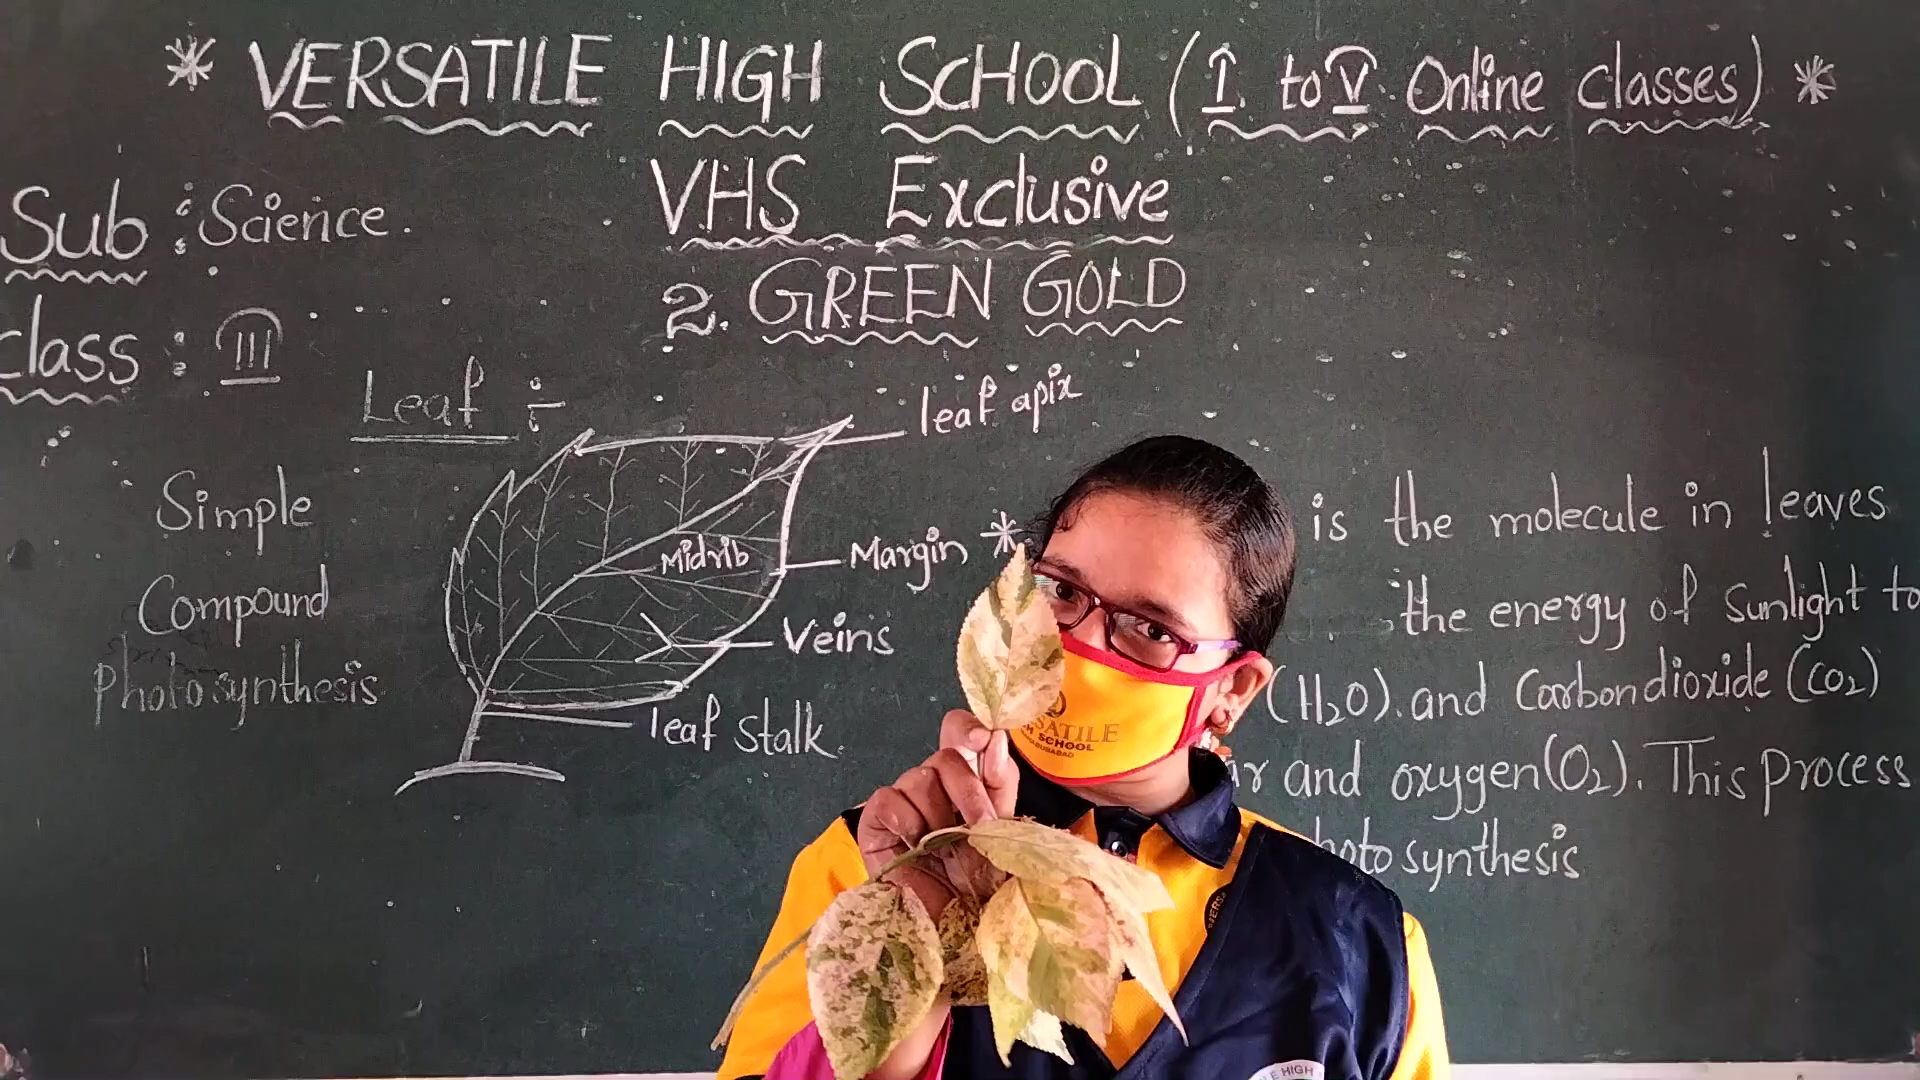 * VERSATILE HIGH SCHOOL (I to V Online classes) *
VHS Exclusive
Sub : Science.
2. GREEN GOLD
class : III
Leaf :-
leaf apix
Simple
Midrib
Margin
Compound
Veins
Photosynthesis
leaf stalk.
* is the molecule in leaves
the energy of sunlight to
(H2O). and Carbondioxide (CO2)
and oxygen(O2). This process
synthesis
SCHOOL
HIGH